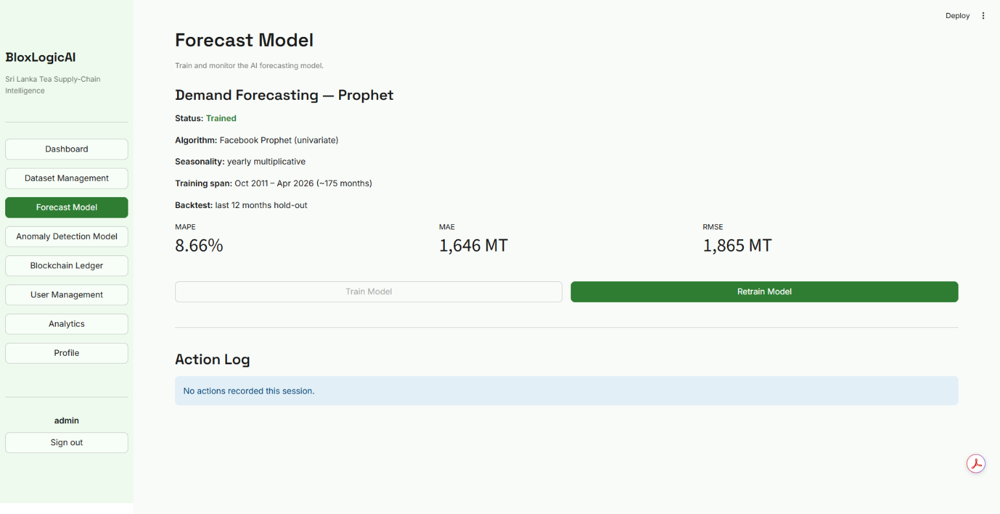 Deploy
BloxLogicAI
Sri Lanka Tea Supply-Chain
Intelligence
Dashboard
Dataset Management
Forecast Model
Anomaly Detection Model
Blockchain Ledger
User Management
Analytics
Profile
admin
Sign out
Forecast Model
Train and monitor the AI forecasting model.
Demand Forecasting — Prophet
Status: Trained
Algorithm: Facebook Prophet (univariate)
Seasonality: yearly multiplicative
Training span: Oct 2011 – Apr 2026 (~175 months)
Backtest: last 12 months hold-out
MAPE
8.66%
MAE
1,646 MT
RMSE
1,865 MT
Train Model
Retrain Model
Action Log
No actions recorded this session.